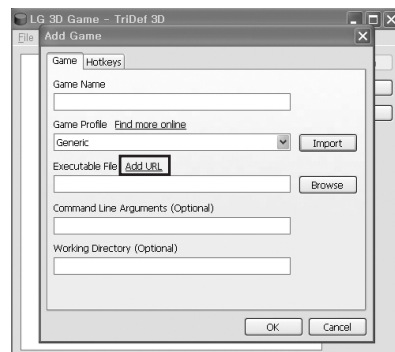 LG 3D Game - TriDef 3D
File
Add Game
Game Hotkeys
Game Name
Game Profile Find more online
Generic Import
Executable File Add URL
Browse
Command Line Arguments (Optional)
Working Directory (Optional)
OK Cancel